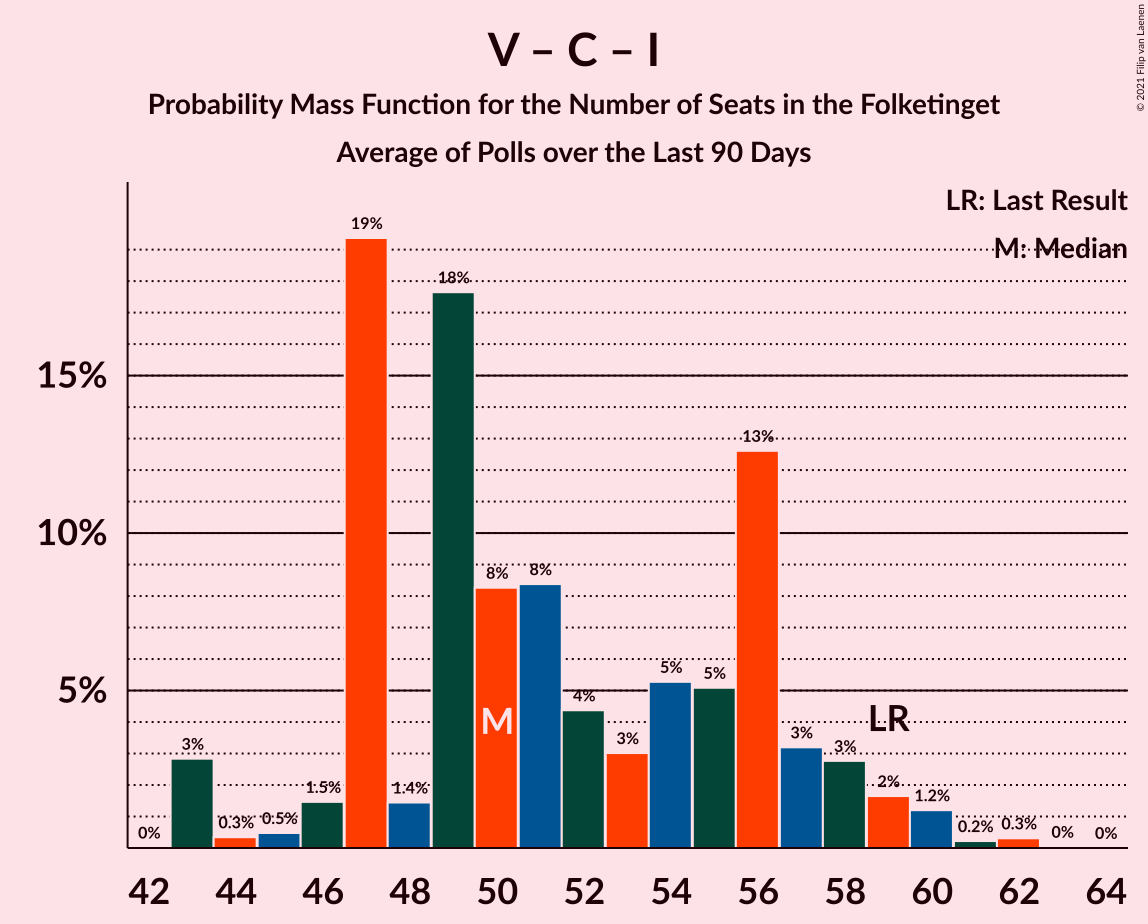 V – C – I
Probability Mass Function for the Number of Seats in the Folketinget
Average of Polls over the Last 90 Days
© 2021 Filip van Laenen
LR: Last Result
M: Median
15%
10%
5%
0%
3%
0.3%
0.5%
1.5%
19%
1.4%
18%
8%
8%
4%
3%
5%
5%
13%
3%
3%
2%
1.2%
0.2%
0.3%
0%
0%
M
LR
42 44 46 48 50 52 54 56 58 60 62 64